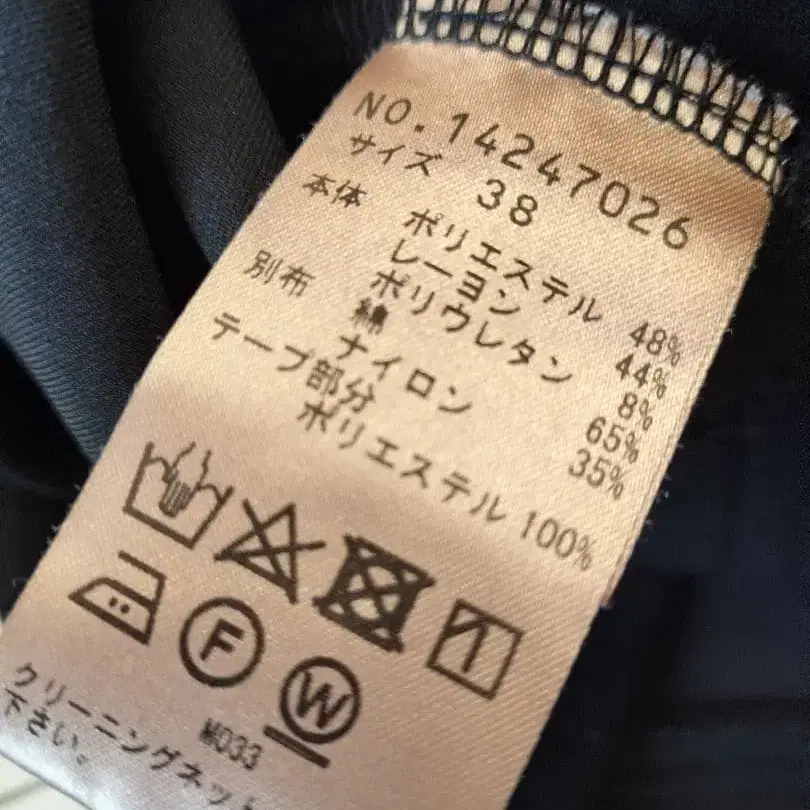 NO.14247026
サイズ 38
本体 ポリエステル 48%
レーヨン 44%
ポリウレタン 8%
別布 綿 65%
ナイロン 35%
テープ部分
ポリエステル 100%
F
W
M033
クリーニングネット
下さい。